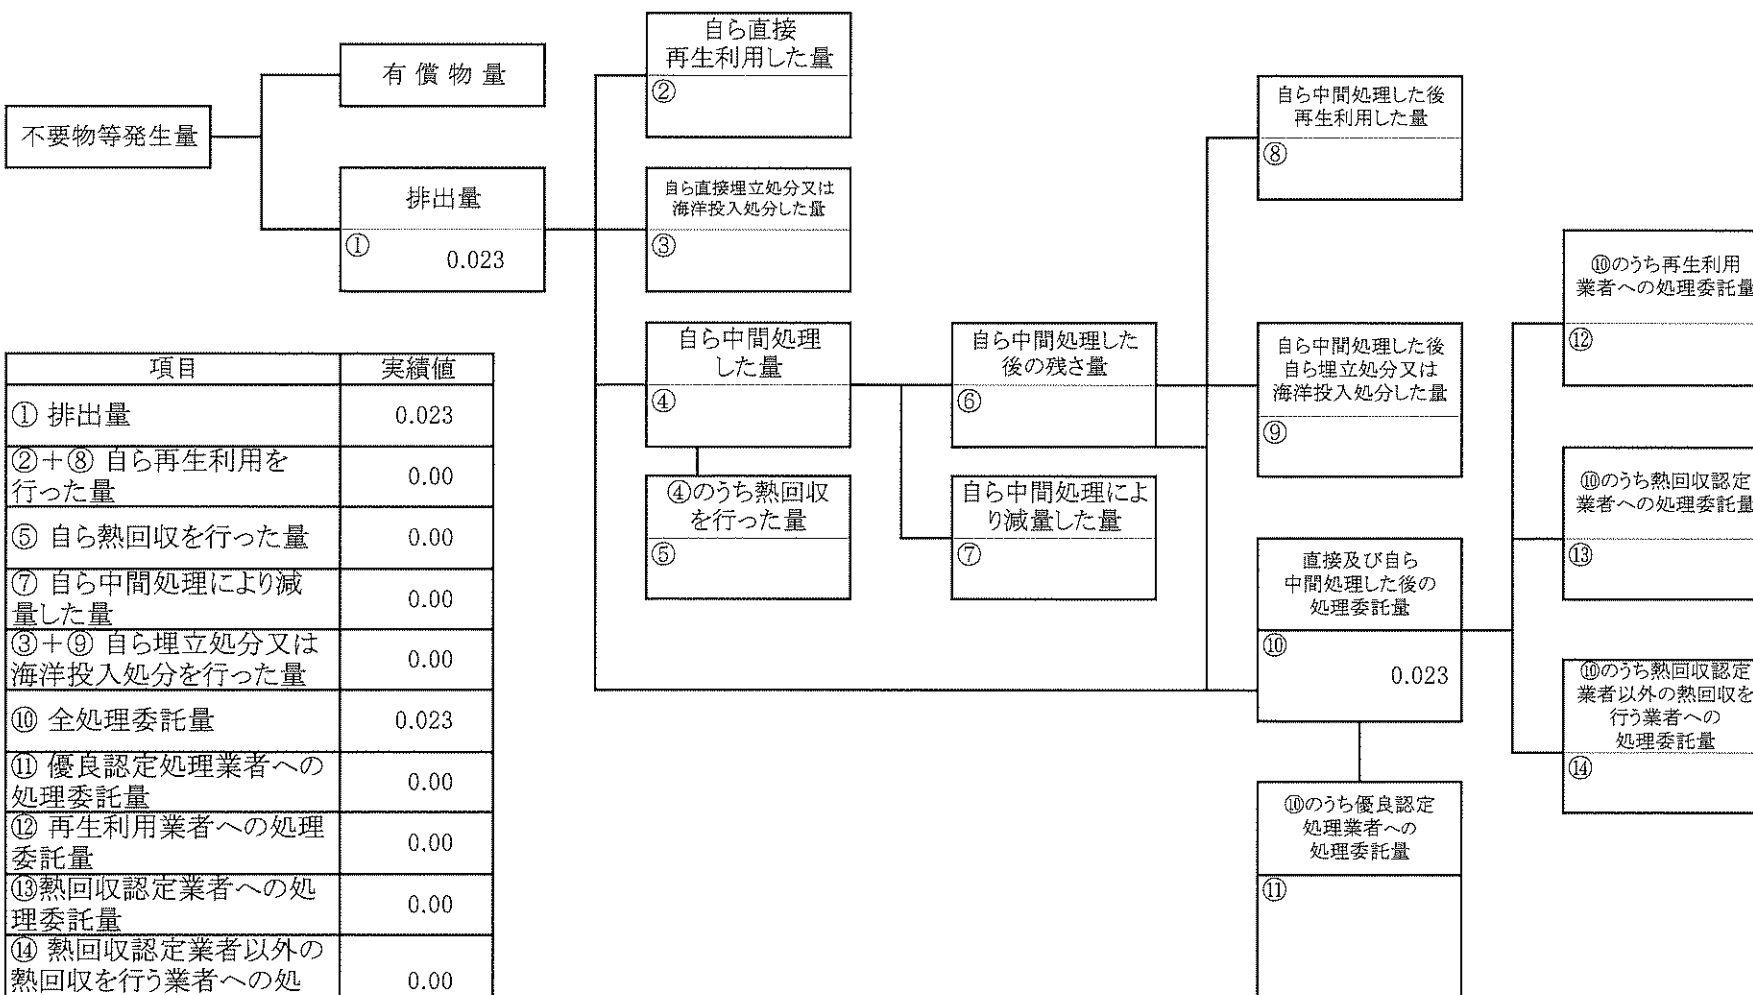 不要物等発生量
有償物量
排出量
①
0.023
自ら直接
再生利用した量
②
自ら直接埋立処分又は
海洋投入処分した量
③
自ら中間処理
した量
④
④のうち熱回収
を行った量
⑤
自ら中間処理した
後の残さ量
⑥
自ら中間処理によ
り減量した量
⑦
自ら中間処理した後
再生利用した量
⑧
自ら中間処理した後
自ら埋立処分又は
海洋投入処分した量
⑨
直接及び自ら
中間処理した後の
処理委託量
⑩
0.023
⑩のうち優良認定
処理業者への
処理委託量
⑪
⑩のうち再生利用
業者への処理委託量
⑫
⑩のうち熱回収認定
業者への処理委託量
⑬
⑩のうち熱回収認定
業者以外の熱回収を
行う業者への
処理委託量
⑭
項目 実績値
① 排出量 0.023
②+⑧ 自ら再生利用を
行った量 0.00
⑤ 自ら熱回収を行った量 0.00
⑦ 自ら中間処理により減
量した量 0.00
③+⑨ 自ら埋立処分又は
海洋投入処分を行った量 0.00
⑩ 全処理委託量 0.023
⑪ 優良認定処理業者への
処理委託量 0.00
⑫ 再生利用業者への処理
委託量 0.00
⑬熱回収認定業者への処
理委託量 0.00
⑭ 熱回収認定業者以外の
熱回収を行う業者への処 0.00